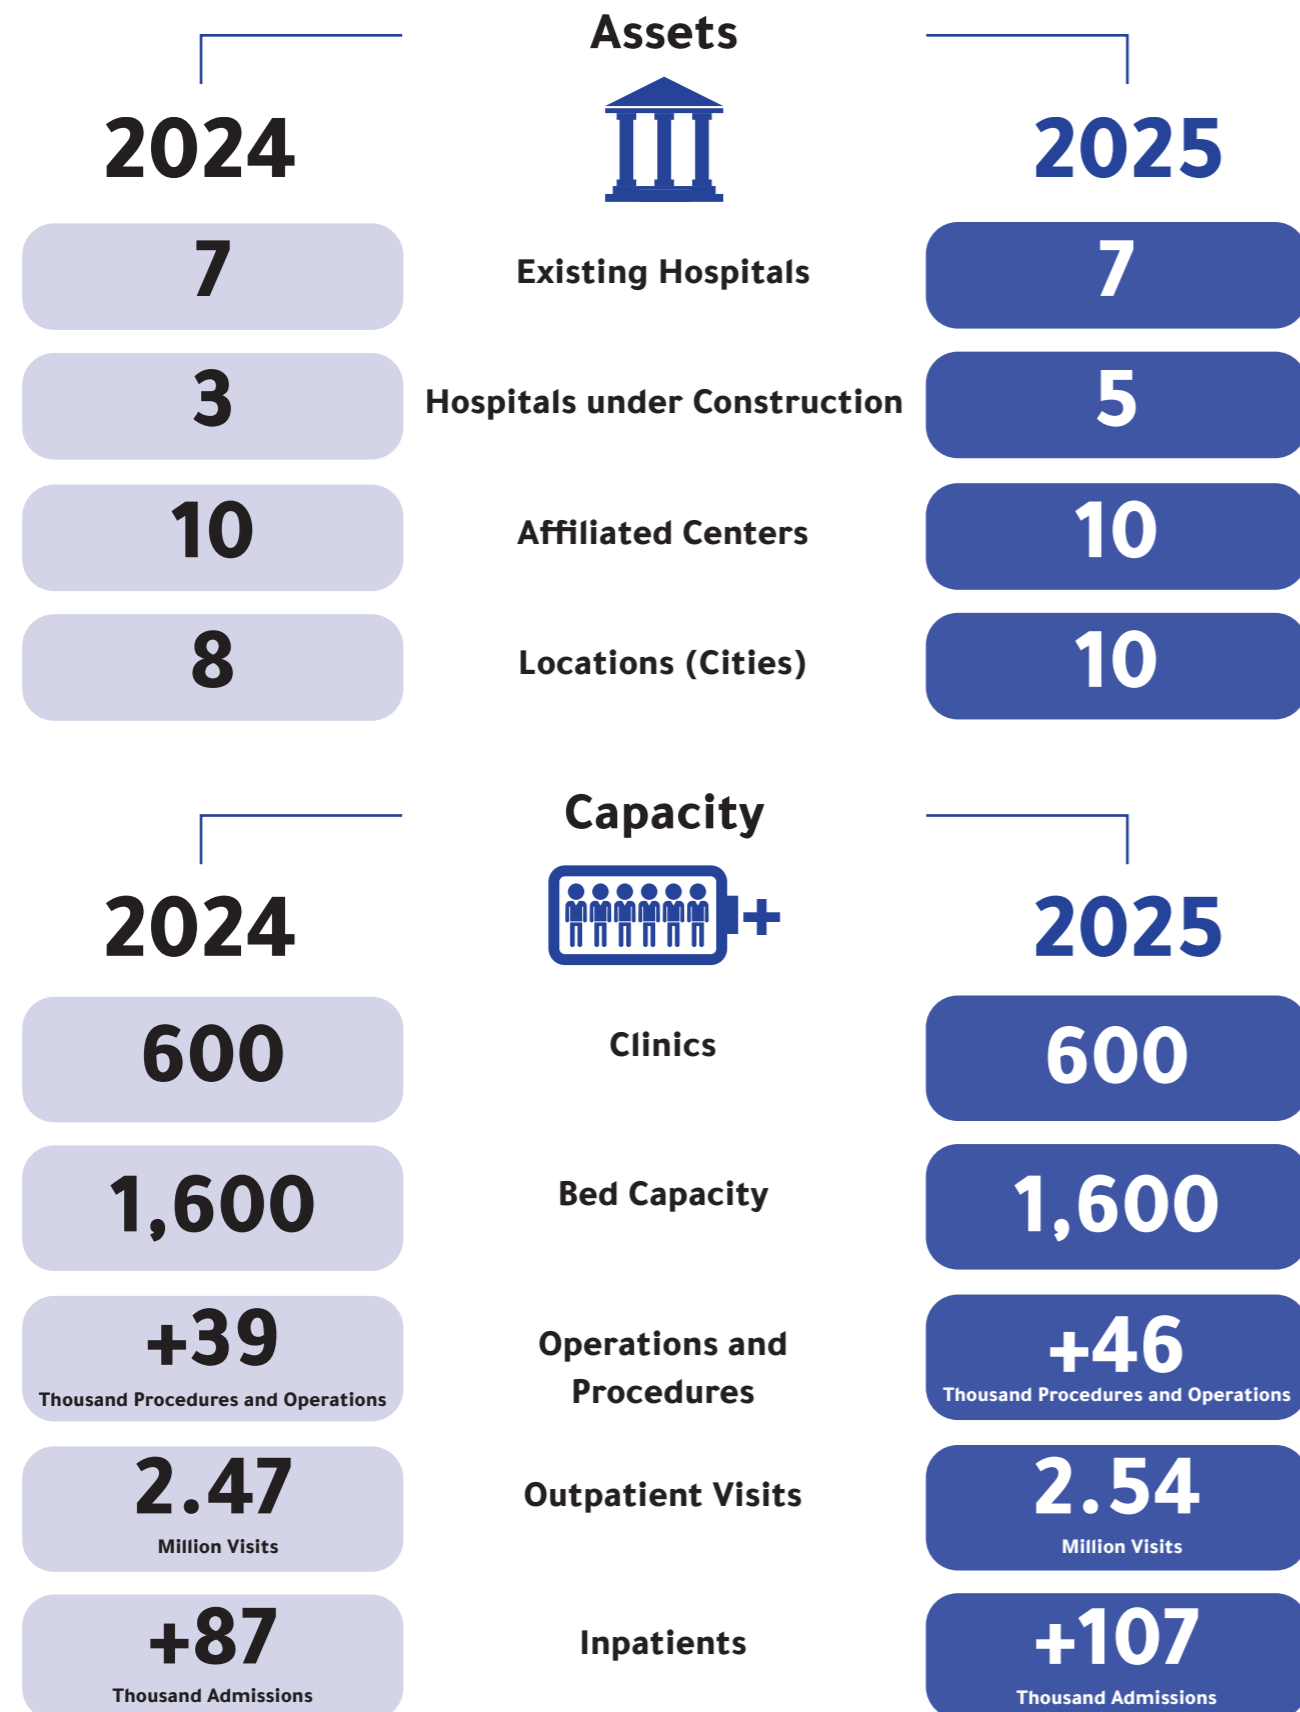 Assets
2024
2025
7
Existing Hospitals
7
3
Hospitals under Construction
5
10
Affiliated Centers
10
8
Locations (Cities)
10
Capacity
2024
2025
600
Clinics
600
1,600
Bed Capacity
1,600
+39
Thousand Procedures and Operations
Operations and
Procedures
+46
Thousand Procedures and Operations
2.47
Million Visits
Outpatient Visits
2.54
Million Visits
+87
Thousand Admissions
Inpatients
+107
Thousand Admissions